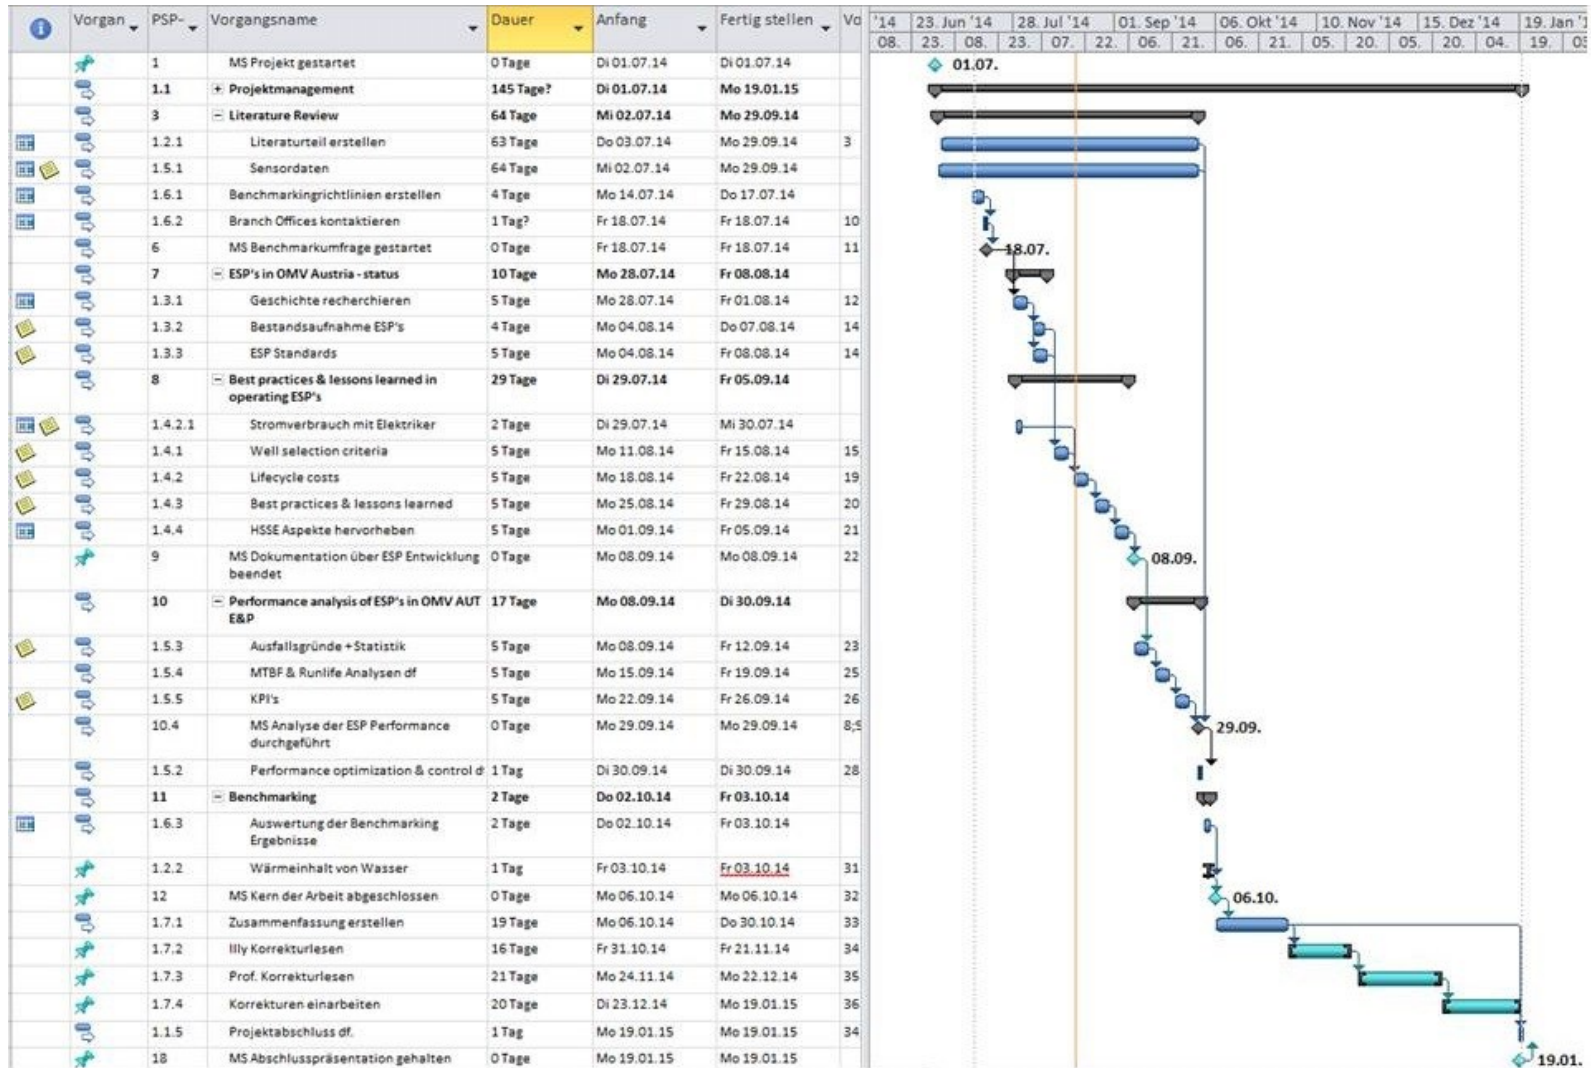 Vorgan PSP- Vorgangsname Dauer Anfang Fertig stellen Vo '14 23. Jun '14 28. Jul '14 01. Sep '14 06. Okt '14 10. Nov '14 15. Dez '14 19. Jan
08. 23. 08. 23. 07. 22. 06. 21. 06. 21. 05. 20. 05. 20. 04. 19.
1 MS Projekt gestartet 0 Tage Di 01.07.14 Di 01.07.14 01.07.
1.1 Projektmanagement 145 Tage? Di 01.07.14 Mo 19.01.15
3 Literature Review 64 Tage Mi 02.07.14 Mo 29.09.14
1.2.1 Literaturteil erstellen 63 Tage Do 03.07.14 Mo 29.09.14 3
1.5.1 Sensordaten 64 Tage Mi 02.07.14 Mo 29.09.14
1.6.1 Benchmarkingrichtlinien erstellen 4 Tage Mo 14.07.14 Do 17.07.14
1.6.2 Branch Offices kontaktieren 1 Tag? Fr 18.07.14 Fr 18.07.14 10
6 MS Benchmarkumfrage gestartet 0 Tage Fr 18.07.14 Fr 18.07.14 11 18.07.
7 ESP's in OMV Austria - status 10 Tage Mo 28.07.14 Fr 08.08.14
1.3.1 Geschichte recherchieren 5 Tage Mo 28.07.14 Fr 01.08.14 12
1.3.2 Bestandsaufnahme ESP's 4 Tage Mo 04.08.14 Do 07.08.14 14
1.3.3 ESP Standards 5 Tage Mo 04.08.14 Fr 08.08.14 14
8 Best practices & lessons learned in 29 Tage Di 29.07.14 Fr 05.09.14
operating ESP's
1.4.2.1 Stromverbrauch mit Elektriker 2 Tage Di 29.07.14 Mi 30.07.14
1.4.1 Well selection criteria 5 Tage Mo 11.08.14 Fr 15.08.14 15
1.4.2 Lifecycle costs 5 Tage Mo 18.08.14 Fr 22.08.14 19
1.4.3 Best practices & lessons learned 5 Tage Mo 25.08.14 Fr 29.08.14 20
1.4.4 HSSE Aspekte hervorheben 5 Tage Mo 01.09.14 Fr 05.09.14 21
9 MS Dokumentation über ESP Entwicklung 0 Tage Mo 08.09.14 Mo 08.09.14 22 08.09.
beendet
10 Performance analysis of ESP's in OMV AUT 17 Tage Mo 08.09.14 Di 30.09.14
E&P
1.5.3 Ausfallsgründe + Statistik 5 Tage Mo 08.09.14 Fr 12.09.14 23
1.5.4 MTBF & Runlife Analysen df 5 Tage Mo 15.09.14 Fr 19.09.14 25
1.5.5 KPI's 5 Tage Mo 22.09.14 Fr 26.09.14 26
10.4 MS Analyse der ESP Performance 0 Tage Mo 29.09.14 Mo 29.09.14 8;9 29.09.
durchgeführt
1.5.2 Performance optimization & control d 1 Tag Di 30.09.14 Di 30.09.14 28
11 Benchmarking 2 Tage Do 02.10.14 Fr 03.10.14
1.6.3 Auswertung der Benchmarking 2 Tage Do 02.10.14 Fr 03.10.14
Ergebnisse
1.2.2 Wärmeinhalt von Wasser 1 Tag Fr 03.10.14 Fr 03.10.14 31
12 MS Kern der Arbeit abgeschlossen 0 Tage Mo 06.10.14 Mo 06.10.14 32 06.10.
1.7.1 Zusammenfassung erstellen 19 Tage Mo 06.10.14 Do 30.10.14 33
1.7.2 Illy Korrekturlesen 16 Tage Fr 31.10.14 Fr 21.11.14 34
1.7.3 Prof. Korrekturlesen 21 Tage Mo 24.11.14 Mo 22.12.14 35
1.7.4 Korrekturen einarbeiten 20 Tage Di 23.12.14 Mo 19.01.15 36
1.1.5 Projektabschluss df. 1 Tag Mo 19.01.15 Mo 19.01.15 34
18 MS Abschlusspräsentation gehalten 0 Tage Mo 19.01.15 Mo 19.01.15 19.01.